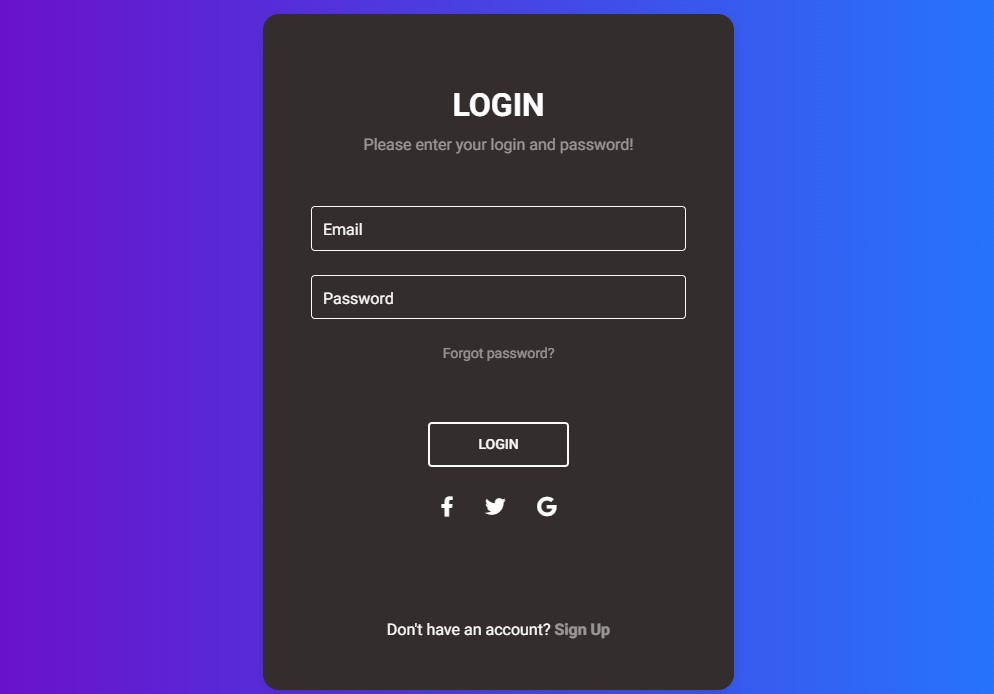 LOGIN
Please enter your login and password!
Email
Password
Forgot password?
LOGIN
Don't have an account? Sign Up